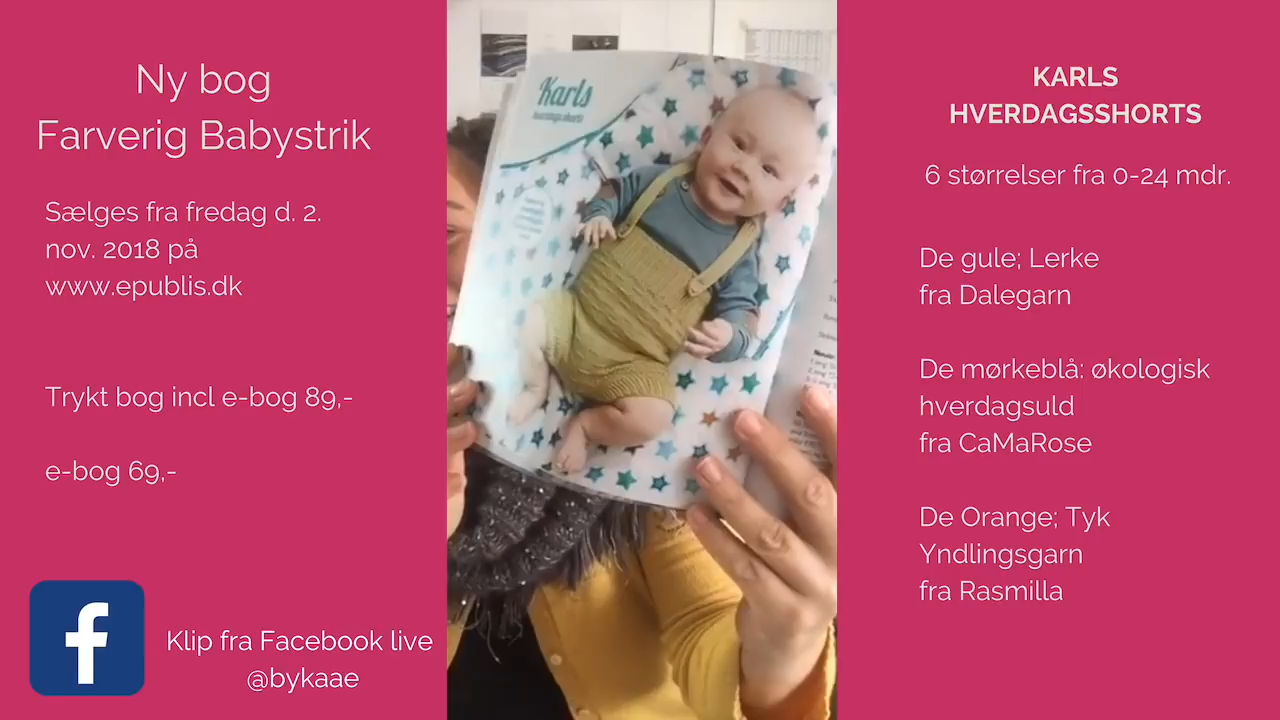 Ny bog
Farverig Babystrik
Sælges fra fredag d. 2.
nov. 2018 på
www.epublis.dk
Trykt bog incl e-bog 89,-
e-bog 69,-
Klip fra Facebook live
@bykaae
Karls
hverdagsshorts
KARLS
HVERDAGSSHORTS
6 størrelser fra 0-24 mdr.
De gule; Lerke
fra Dalegarn
De mørkeblå: økologisk
hverdagsuld
fra CaMaRose
De Orange; Tyk
Yndlingsgarn
fra Rasmilla